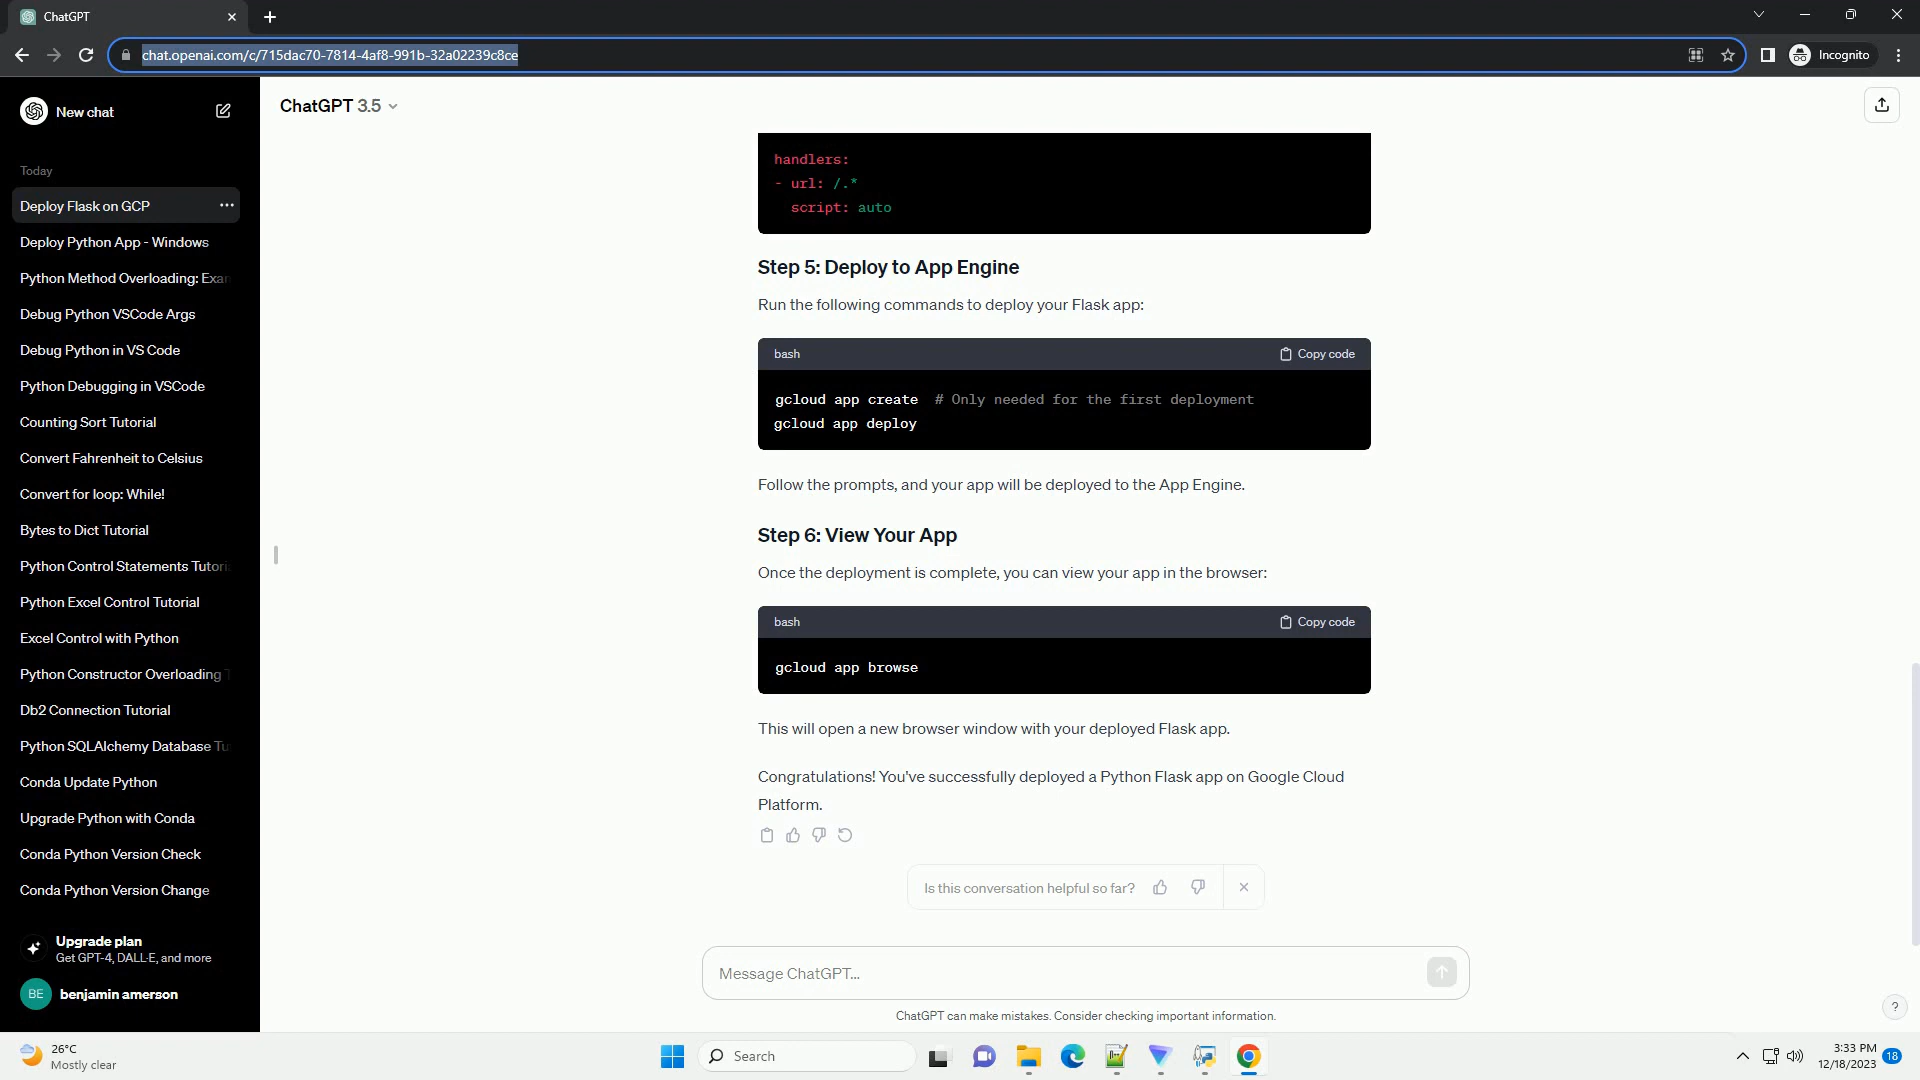 ChatGPT
chat.openai.com/c/715dac70-7814-4af8-991b-32a02239c8ce
Incognito
New chat
ChatGPT 3.5
Today
Deploy Flask on GCP
Deploy Python App - Windows
Python Method Overloading: Exa
Debug Python VSCode Args
Debug Python in VS Code
Python Debugging in VSCode
Counting Sort Tutorial
Convert Fahrenheit to Celsius
Convert for loop: While!
Bytes to Dict Tutorial
Python Control Statements Tutori
Python Excel Control Tutorial
Excel Control with Python
Python Constructor Overloading T
Db2 Connection Tutorial
Python SQLAlchemy Database Tu
Conda Update Python
Upgrade Python with Conda
Conda Python Version Check
Conda Python Version Change
Upgrade plan
Get GPT-4, DALL·E, and more
BE
benjamin amerson
handlers:
- url: /.*
script: auto
Step 5: Deploy to App Engine
Run the following commands to deploy your Flask app:
bash
Copy code
gcloud app create # Only needed for the first deployment
gcloud app deploy
Follow the prompts, and your app will be deployed to the App Engine.
Step 6: View Your App
Once the deployment is complete, you can view your app in the browser:
bash
Copy code
gcloud app browse
This will open a new browser window with your deployed Flask app.
Congratulations! You've successfully deployed a Python Flask app on Google Cloud
Platform.
Is this conversation helpful so far?
Message ChatGPT...
ChatGPT can make mistakes. Consider checking important information.
?
26°C
Mostly clear
Search
3:33 PM
12/18/2023
18